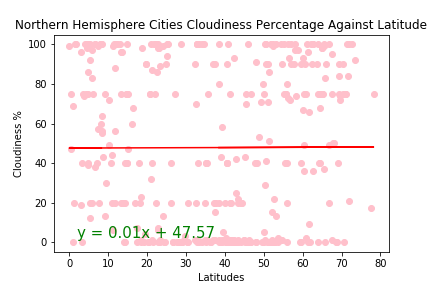 Northern Hemisphere Cities Cloudiness Percentage Against Latitude
100
80
60
40
20
0
Cloudiness %
y = 0.01x + 47.57
0 10 20 30 40 50 60 70 80
Latitudes